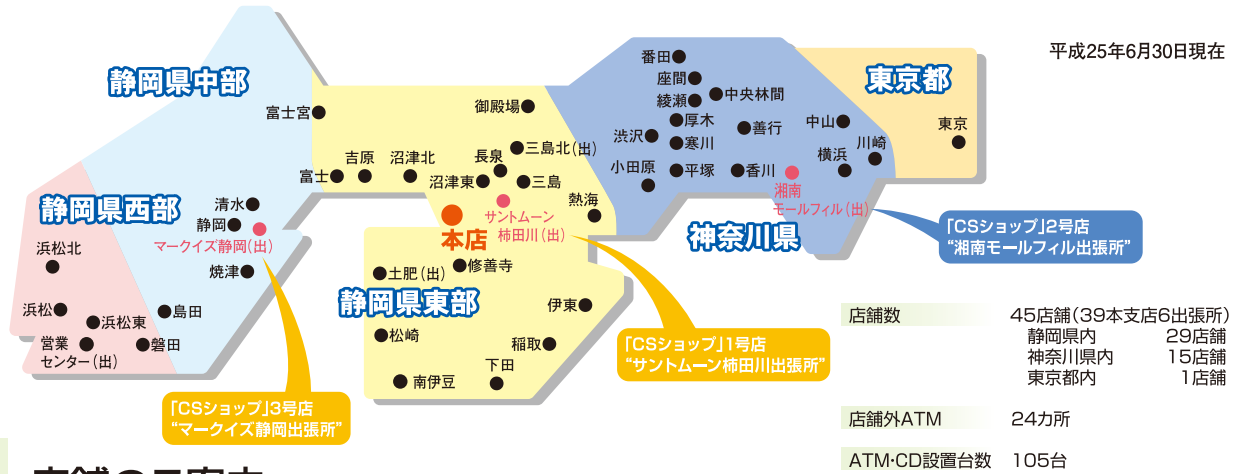 平成25年6月30日現在
静岡県中部
静岡県西部
静岡県東部
神奈川県
東京都
浜松北
浜松
浜松東
営業
センター（出）
磐田
島田
焼津
清水
静岡
マークイズ静岡（出）
富士宮
富士
吉原
沼津北
御殿場
三島北（出）
長泉
沼津東
三島
熱海
サントムーン
柿田川（出）
本店
土肥（出）
修善寺
伊東
松崎
稲取
下田
南伊豆
番田
座間
綾瀬
中央林間
厚木
善行
渋沢
寒川
小田原
平塚
香川
中山
横浜
川崎
湘南
モールフィル（出）
東京
「CSショップ」2号店
“湘南モールフィル出張所”
「CSショップ」1号店
“サントムーン柿田川出張所”
「CSショップ」3号店
“マークイズ静岡出張所”
店舗数 45店舗（39本支店6出張所）
静岡県内 29店舗
神奈川県内 15店舗
東京都内 1店舗
店舗外ATM 24カ所
ATM・CD設置台数 105台